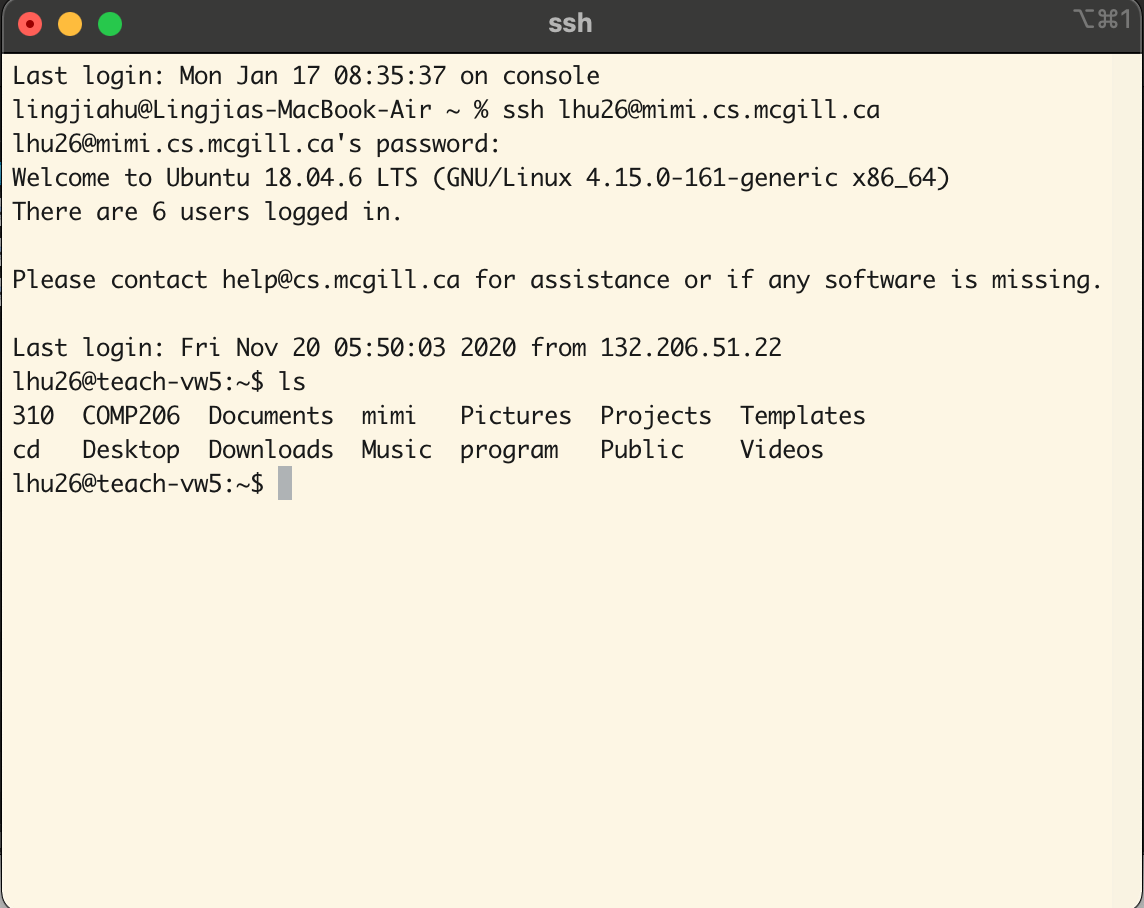 ssh
⌥⌘1
Last login: Mon Jan 17 08:35:37 on console
lingjiahu@Lingjias-MacBook-Air ~ % ssh lhu26@mimi.cs.mcgill.ca
lhu26@mimi.cs.mcgill.ca's password:
Welcome to Ubuntu 18.04.6 LTS (GNU/Linux 4.15.0-161-generic x86_64)
There are 6 users logged in.
Please contact help@cs.mcgill.ca for assistance or if any software is missing.
Last login: Fri Nov 20 05:50:03 2020 from 132.206.51.22
lhu26@teach-vw5:~$ ls
310  COMP206  Documents  mimi   Pictures  Projects  Templates
cd   Desktop  Downloads  Music  program   Public    Videos
lhu26@teach-vw5:~$